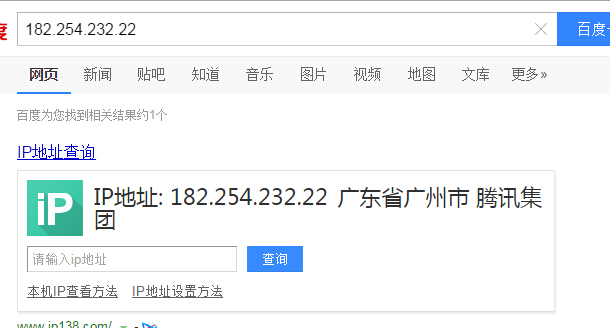 度 182.254.232.22 百度一
网页 新闻 贴吧 知道 音乐 图片 视频 地图 文库 更多»
百度为您找到相关结果约1个
IP地址查询
iP IP地址: 182.254.232.22 广东省广州市 腾讯集
团
请输入ip地址 查询
本机IP查看方法 IP地址设置方法
www.ip138.com/